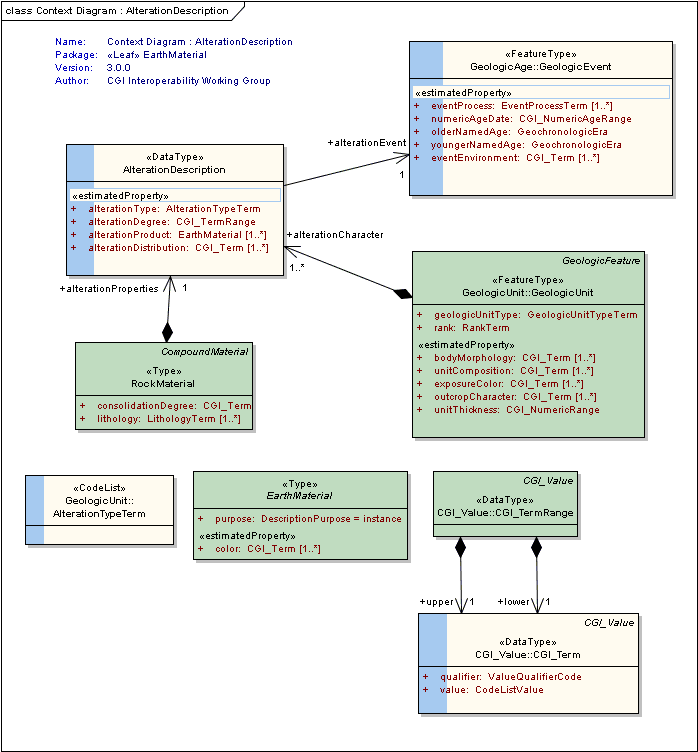 class Context Diagram : AlterationDescription
Name: Context Diagram : AlterationDescription
Package: «Leaf» EarthMaterial
Version: 3.0.0
Author: CGI Interoperability Working Group
«FeatureType»
GeologicAge::GeologicEvent
«estimatedProperty»
+ eventProcess: EventProcessTerm [1..*]
+ numericAgeDate: CGI_NumericAgeRange
+ olderNamedAge: GeochronologicEra
+ youngerNamedAge: GeochronologicEra
+ eventEnvironment: CGI_Term [1..*]
+alterationEvent
1
«DataType»
AlterationDescription
«estimatedProperty»
+ alterationType: AlterationTypeTerm
+ alterationDegree: CGI_TermRange
+ alterationProduct: EarthMaterial [1..*]
+ alterationDistribution: CGI_Term [1..*]
+alterationCharacter
1..*
+alterationProperties 1
GeologicFeature
«FeatureType»
GeologicUnit::GeologicUnit
+ geologicUnitType: GeologicUnitTypeTerm
+ rank: RankTerm
«estimatedProperty»
+ bodyMorphology: CGI_Term [1..*]
+ unitComposition: CGI_Term [1..*]
+ exposureColor: CGI_Term [1..*]
+ outcropCharacter: CGI_Term [1..*]
+ unitThickness: CGI_NumericRange
CompoundMaterial
«Type»
RockMaterial
+ consolidationDegree: CGI_Term
+ lithology: LithologyTerm [1..*]
«CodeList»
GeologicUnit::
AlterationTypeTerm
«Type»
EarthMaterial
+ purpose: DescriptionPurpose = instance
«estimatedProperty»
+ color: CGI_Term [1..*]
CGI_Value
«DataType»
CGI_Value::CGI_TermRange
+upper 1
+lower 1
CGI_Value
«DataType»
CGI_Value::CGI_Term
+ qualifier: ValueQualifierCode
+ value: CodeListValue